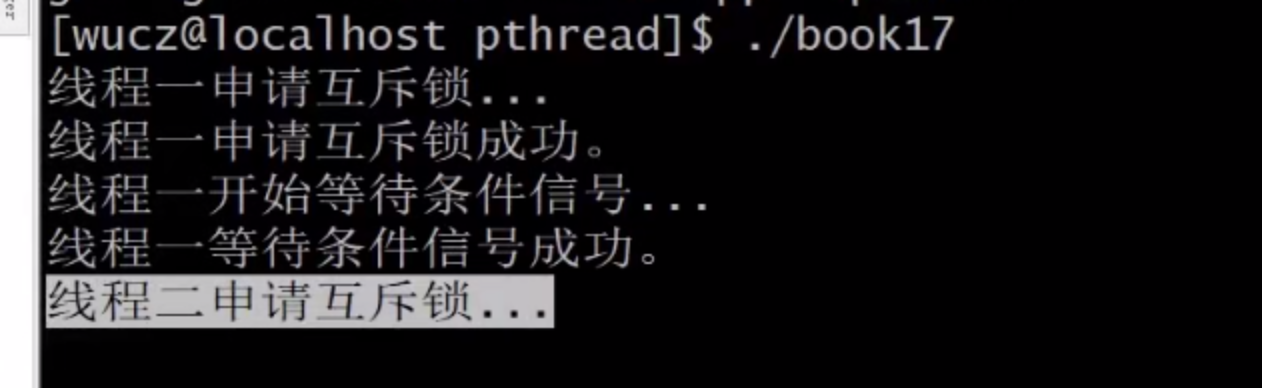 [wucz@localhost pthread]$ ./book17
线程一申请互斥锁...
线程一申请互斥锁成功。
线程一开始等待条件信号...
线程一等待条件信号成功。
线程二申请互斥锁...